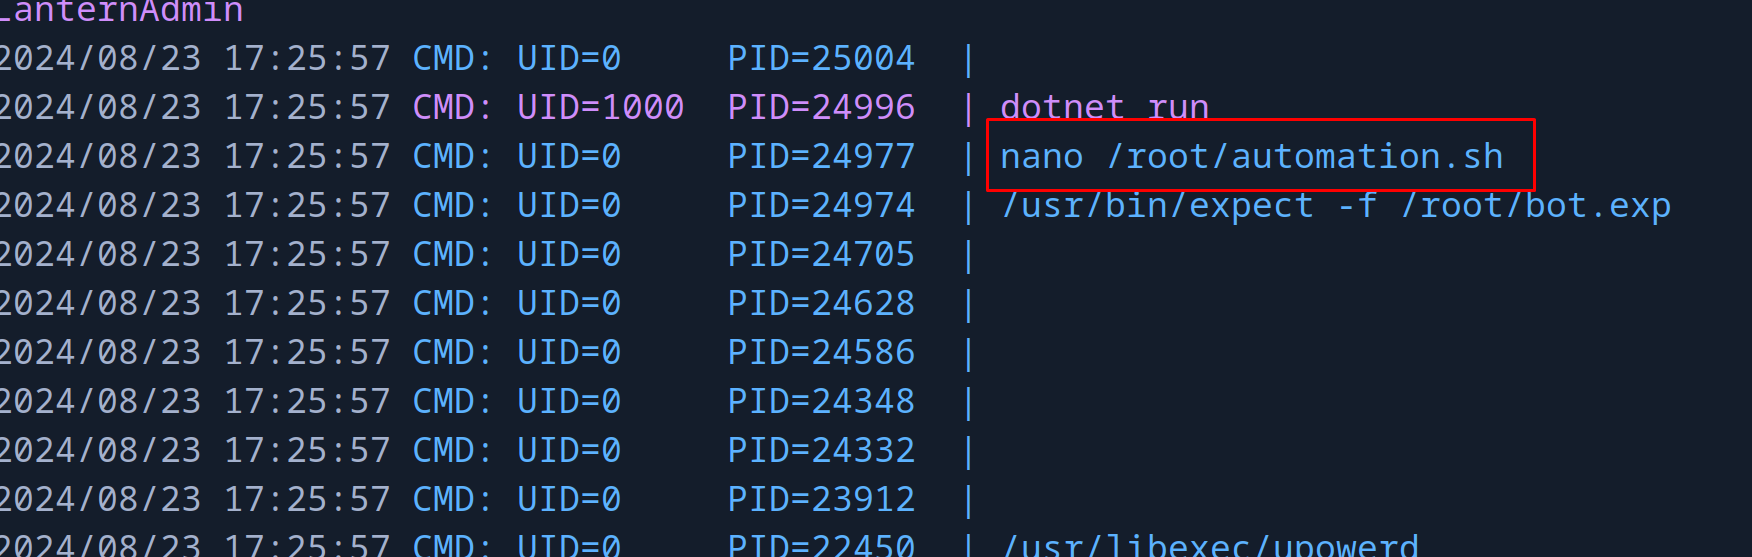 LanternAdmin
2024/08/23 17:25:57 CMD: UID=0     PID=25004  |
2024/08/23 17:25:57 CMD: UID=1000  PID=24996  | dotnet run
2024/08/23 17:25:57 CMD: UID=0     PID=24977  | nano /root/automation.sh
2024/08/23 17:25:57 CMD: UID=0     PID=24974  | /usr/bin/expect -f /root/bot.exp
2024/08/23 17:25:57 CMD: UID=0     PID=24705  |
2024/08/23 17:25:57 CMD: UID=0     PID=24628  |
2024/08/23 17:25:57 CMD: UID=0     PID=24586  |
2024/08/23 17:25:57 CMD: UID=0     PID=24348  |
2024/08/23 17:25:57 CMD: UID=0     PID=24332  |
2024/08/23 17:25:57 CMD: UID=0     PID=23912  |
2024/08/23 17:25:57 CMD: UID=0     PID=22450  | /usr/libexec/upowerd